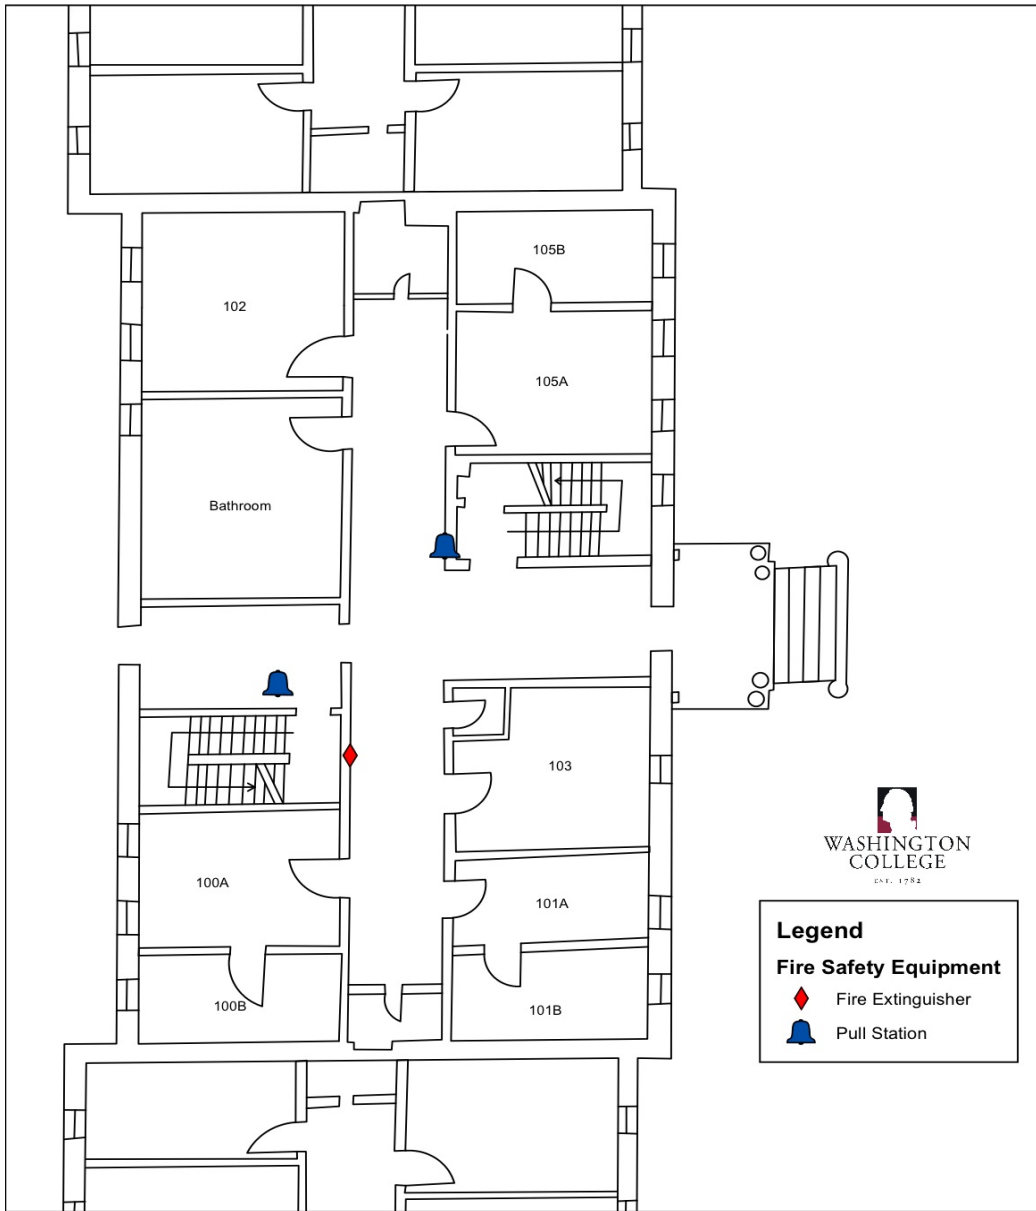 105B
102
105A
Bathroom
103
100A
101A
100B
101B
WASHINGTON
COLLEGE
EST. 1782
Legend
Fire Safety Equipment
Fire Extinguisher
Pull Station